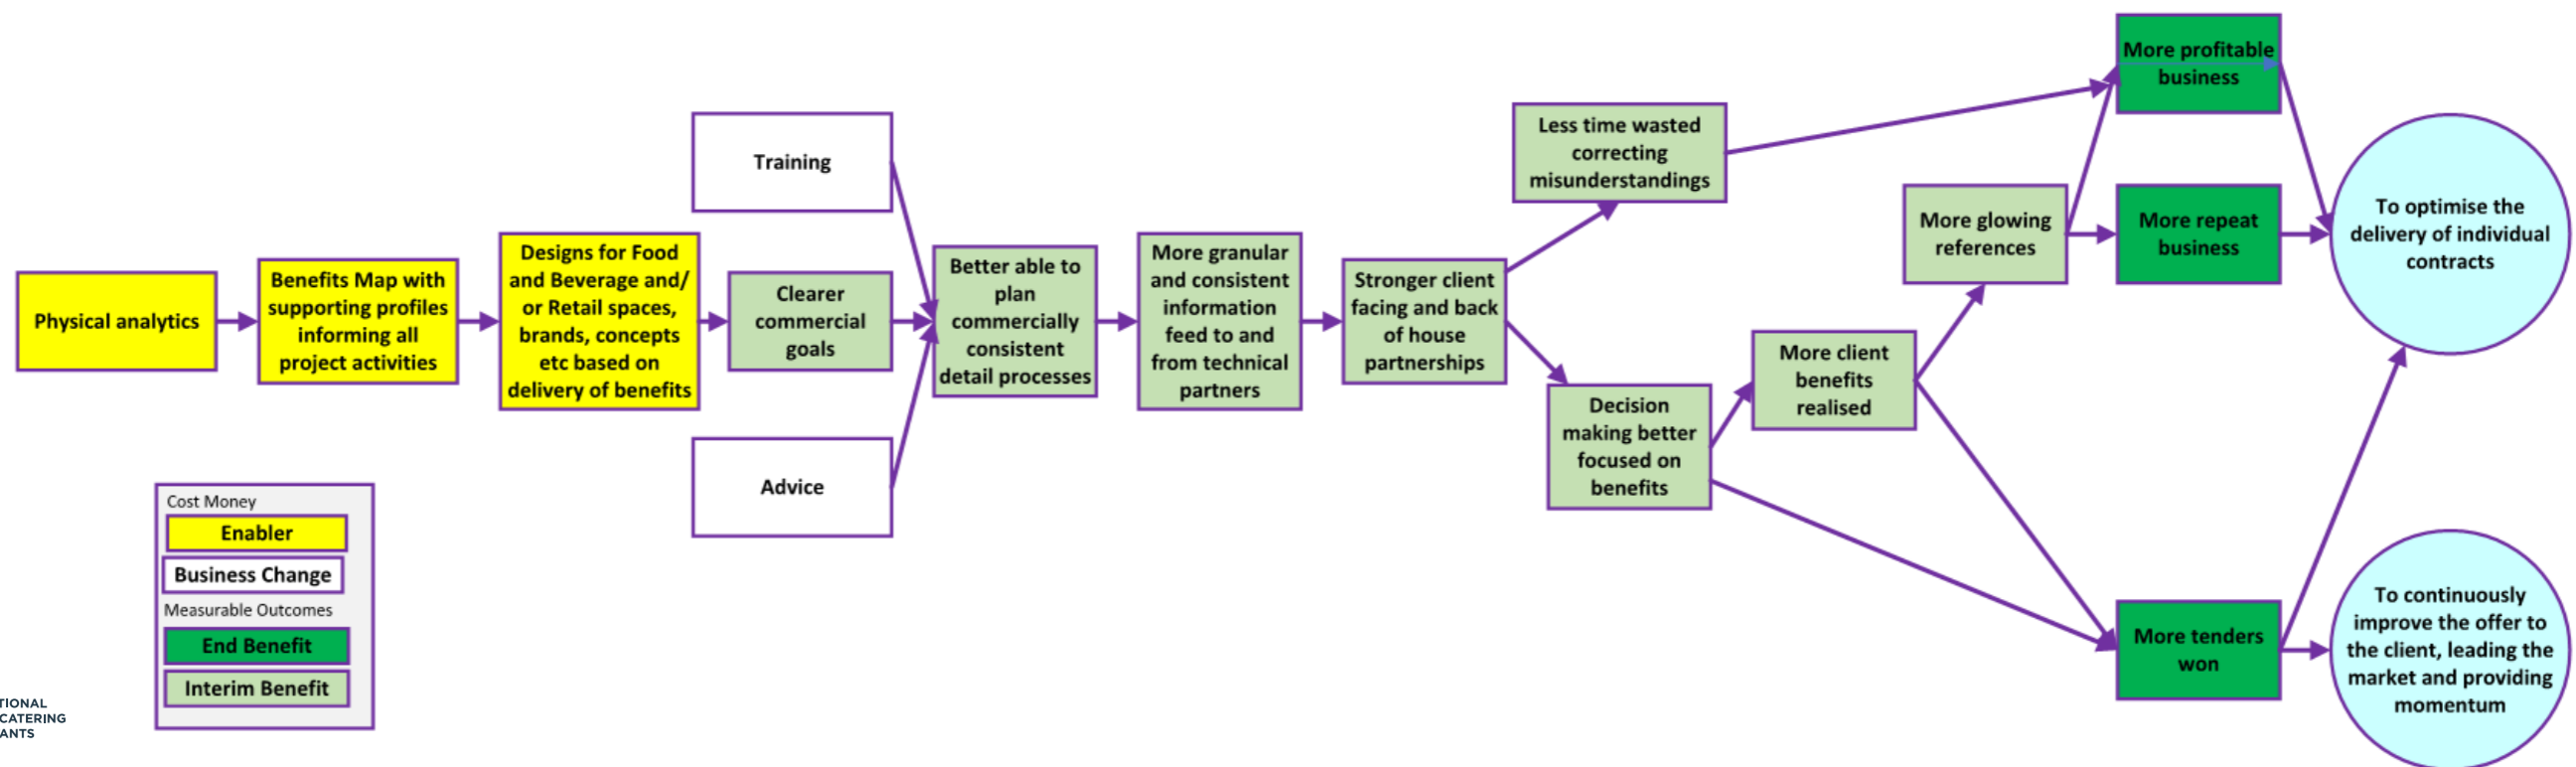 Physical analytics
Benefits Map with
supporting profiles
informing all
project activities
Designs for Food
and Beverage and/
or Retail spaces,
brands, concepts
etc based on
delivery of benefits
Training
Clearer
commercial
goals
Advice
Better able to
plan
commercially
consistent
detail processes
More granular
and consistent
information
feed to and
from technical
partners
Stronger client
facing and back
of house
partnerships
Less time wasted
correcting
misunderstandings
Decision
making better
focused on
benefits
More client
benefits
realised
More glowing
references
More profitable
business
More repeat
business
More tenders
won
To optimise the
delivery of individual
contracts
To continuously
improve the offer to
the client, leading the
market and providing
momentum
Cost Money
Enabler
Business Change
Measurable Outcomes
End Benefit
Interim Benefit
TIONAL
CATERING
ANTS